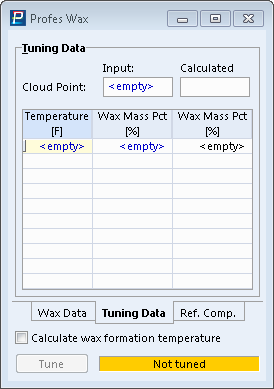 Profes Wax
Tuning Data
Input: Calculated
Cloud Point: <empty>
Temperature [F] Wax Mass Pct [%] Wax Mass Pct [%]
<empty> <empty> <empty>
Wax Data Tuning Data Ref. Comp.
Calculate wax formation temperature
Tune Not tuned